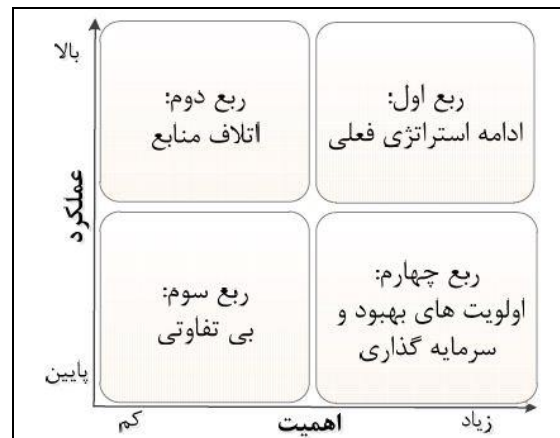 بالا
ربع اول:
ادامه استراتژی فعلی
ربع دوم:
اتلاف منابع
عملکرد
ربع چهارم:
اولویت های بهبود و
سرمایه گذاری
ربع سوم:
بی تفاوتی
پایین
زیاد
اهمیت
کم